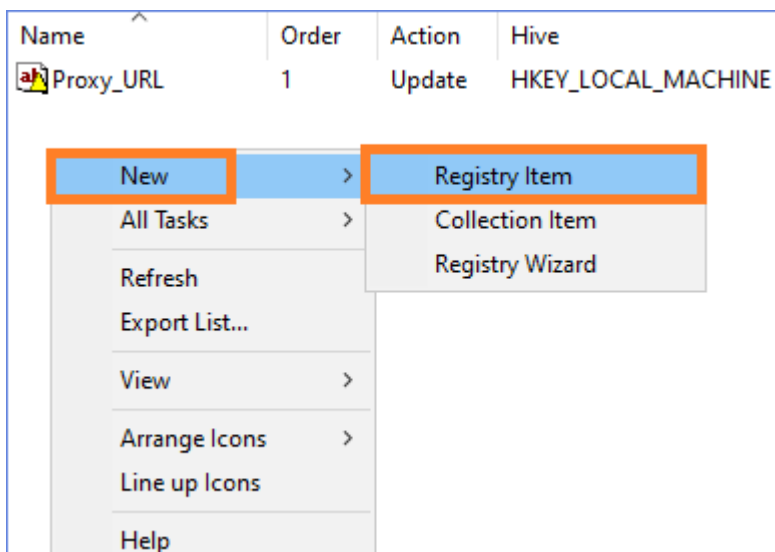 Name Order Action Hive
Proxy_URL 1 Update HKEY_LOCAL_MACHINE
New > Registry Item
All Tasks > Collection Item
Registry Wizard
Refresh
Export List...
View >
Arrange Icons >
Line up Icons
Help